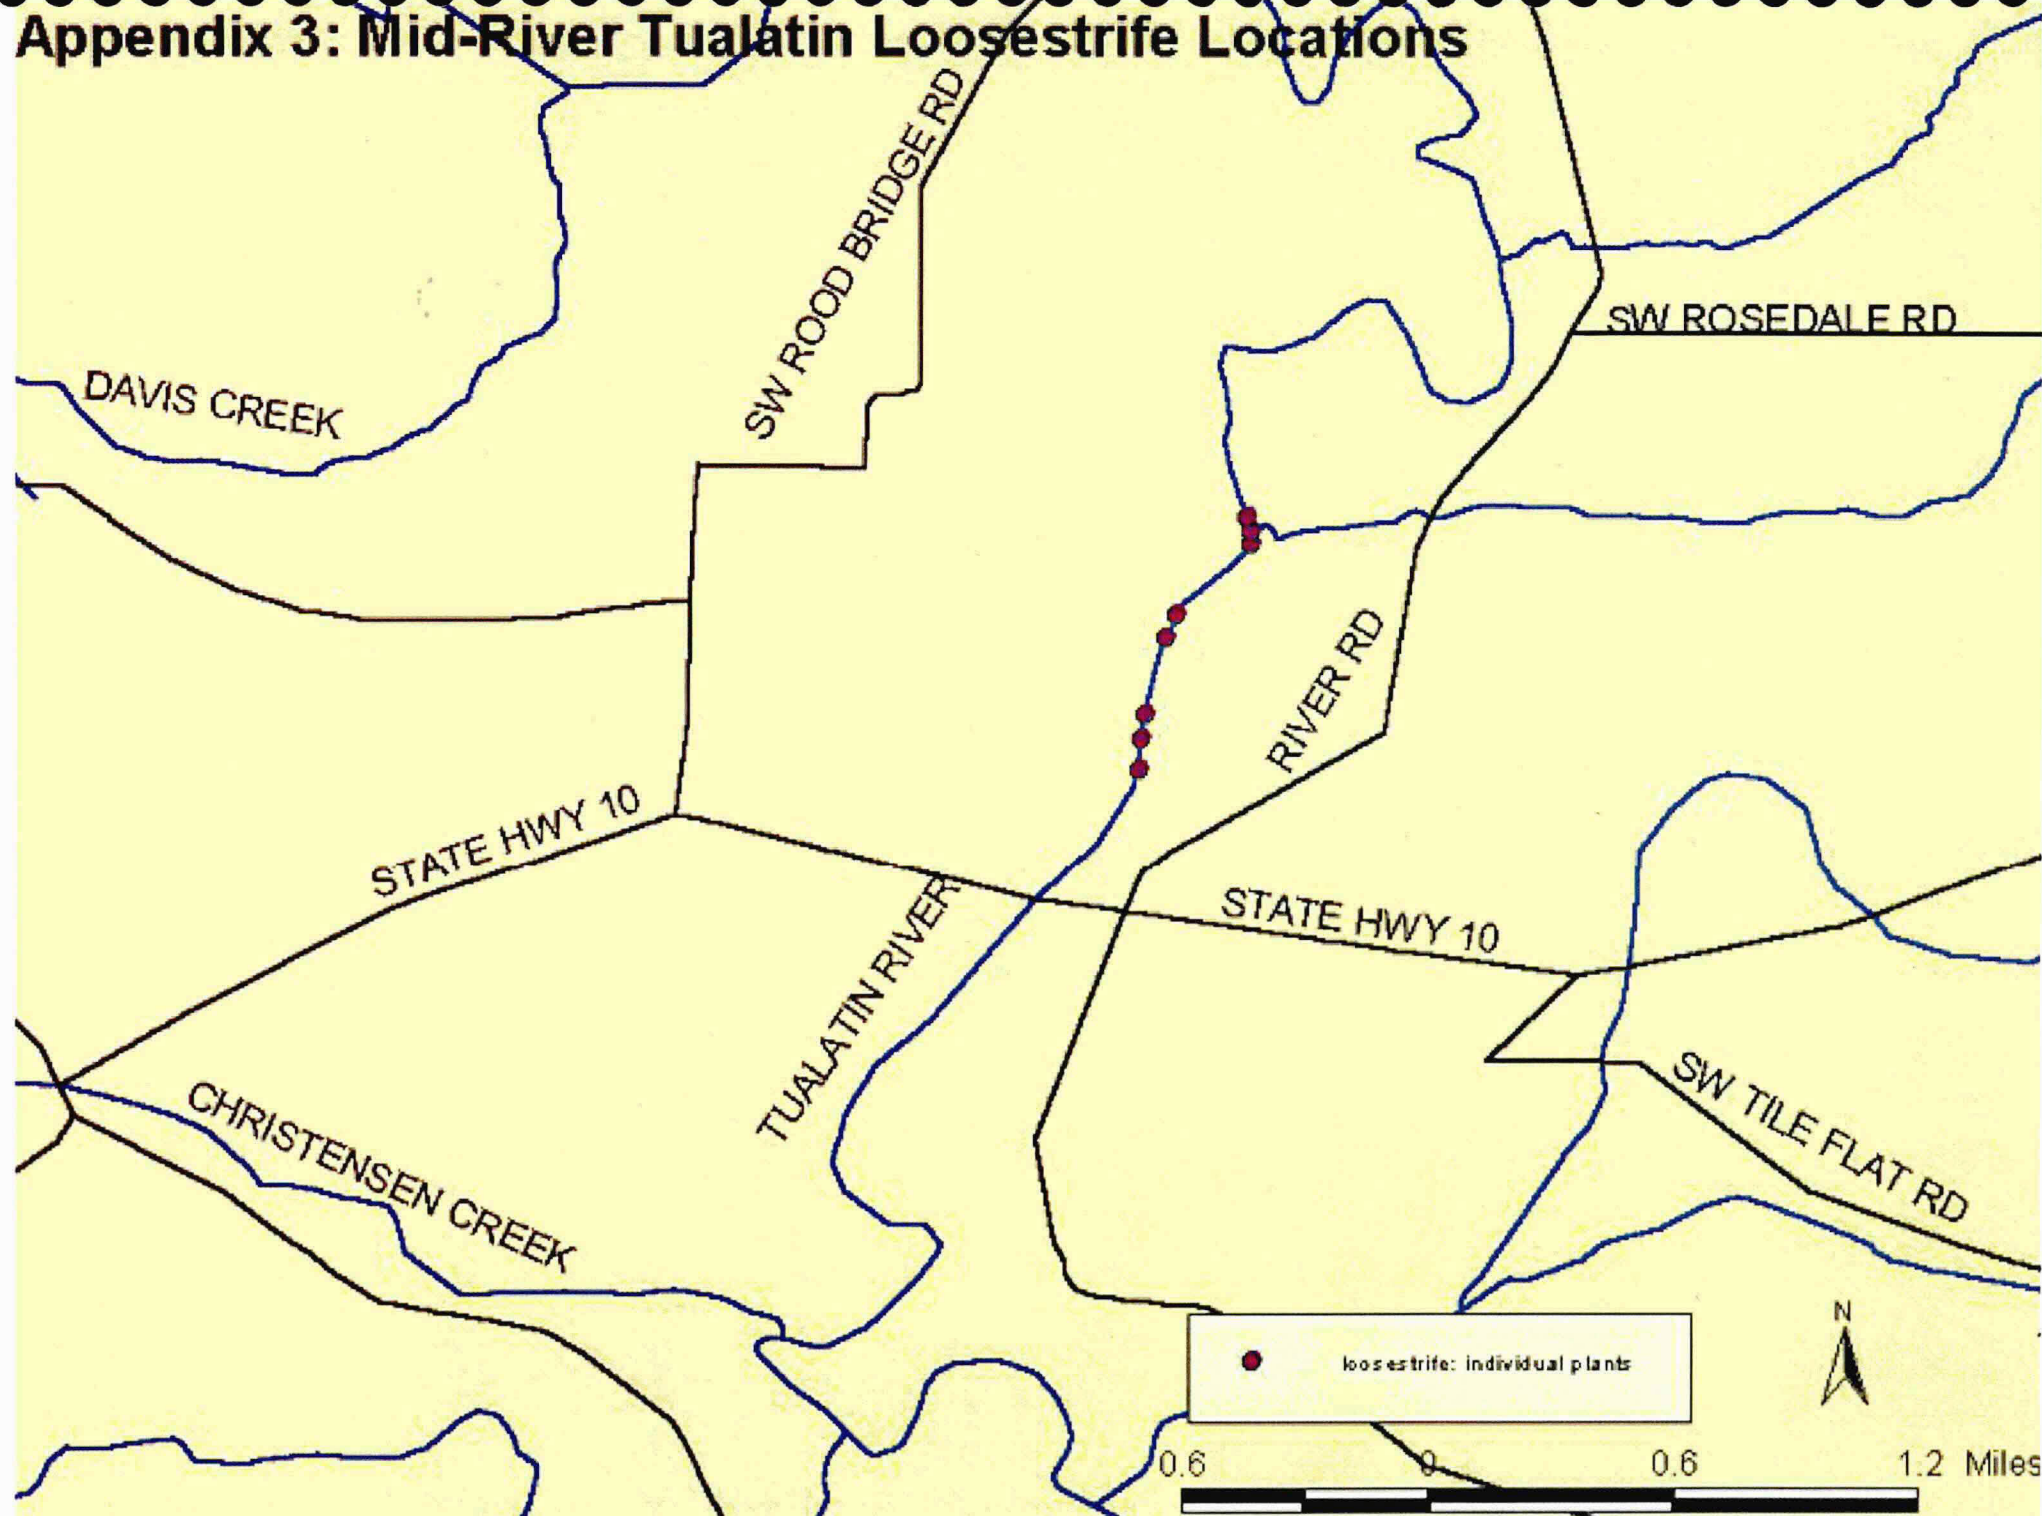 Appendix 3: Mid-River Tualatin Loosestrife Locations
SW ROOD BRIDGE RD
SW ROSEDALE RD
DAVIS CREEK
RIVER RD
STATE HWY 10
STATE HWY 10
TUALATIN RIVER
SW TILE FLAT RD
CHRISTENSEN CREEK
N
loosestrife: individual plants
0.6 0 0.6 1.2 Miles